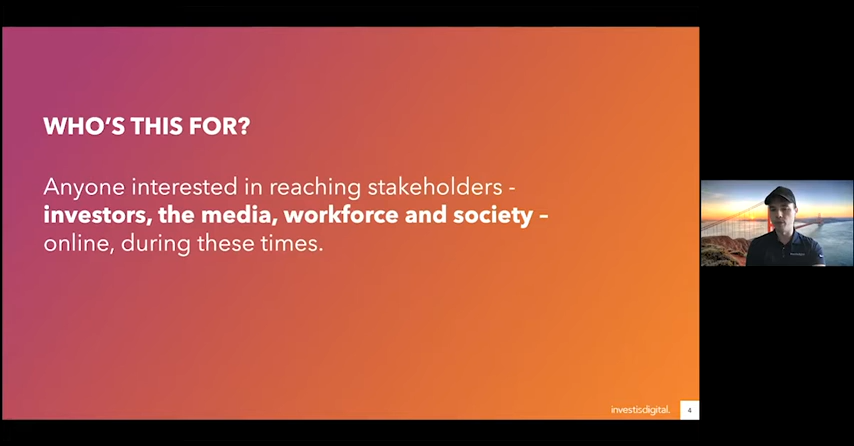 WHO'S THIS FOR?
Anyone interested in reaching stakeholders -
investors, the media, workforce and society –
online, during these times.
investisdigital.
4